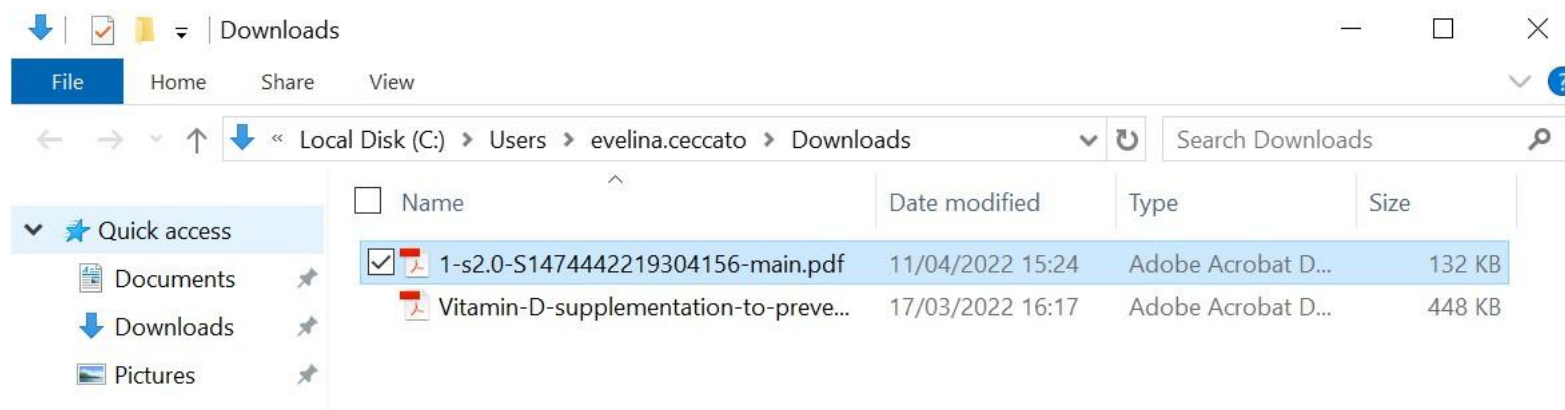 Downloads
File Home Share View
« Local Disk (C:) > Users > evelina.ceccato > Downloads Search Downloads
Name Date modified Type Size
Quick access
1-s2.0-S1474442219304156-main.pdf 11/04/2022 15:24 Adobe Acrobat D... 132 KB
Documents
Vitamin-D-supplementation-to-preve... 17/03/2022 16:17 Adobe Acrobat D... 448 KB
Downloads
Pictures